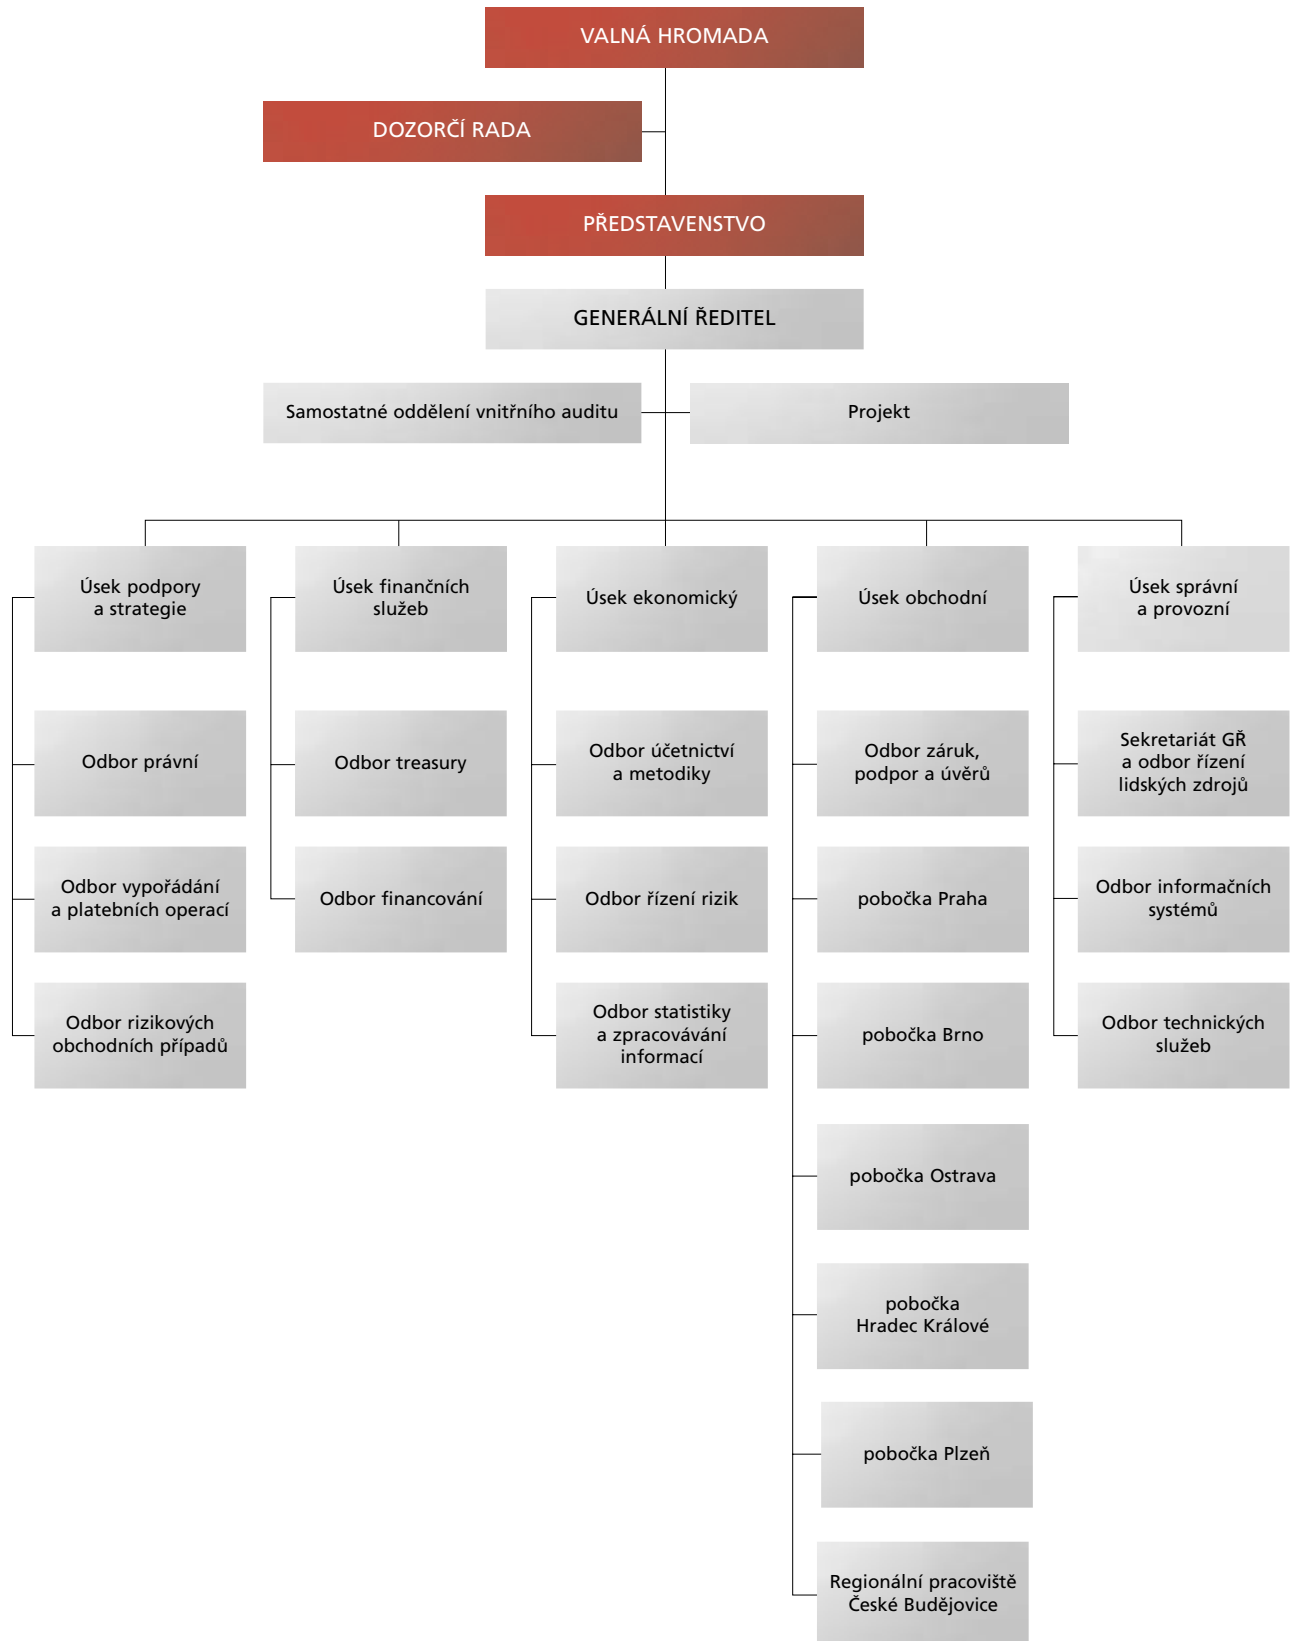 VALNÁ HROMADA
DOZORČÍ RADA
PŘEDSTAVENSTVO
GENERÁLNÍ ŘEDITEL
Samostatné oddělení vnitřního auditu
Projekt
Úsek podpory
a strategie
Úsek finančních
služeb
Úsek ekonomický
Úsek obchodní
Úsek správní
a provozní
Odbor právní
Odbor treasury
Odbor účetnictví
a metodiky
Odbor záruk,
podpor a úvěrů
Sekretariát GŘ
a odbor řízení
lidských zdrojů
Odbor vypořádání
a platebních operací
Odbor financování
Odbor řízení rizik
pobočka Praha
Odbor informačních
systémů
Odbor rizikových
obchodních případů
Odbor statistiky
a zpracovávání
informací
pobočka Brno
Odbor technických
služeb
pobočka Ostrava
pobočka
Hradec Králové
pobočka Plzeň
Regionální pracoviště
České Budějovice